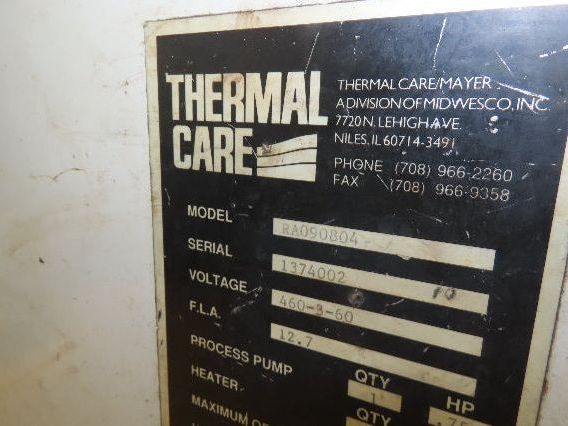 THERMAL CARE
THERMAL CARE/MAYER
A DIVISION OF MIDWESCO, INC.
7720 N. LEHIGH AVE.
NILES, IL 60714-3491
PHONE (708) 966-2260
FAX (708) 966-9358
MODEL RA090804
SERIAL 1374002
VOLTAGE 460-3-60
F.L.A. 12.7
QTY HP
PROCESS PUMP 1 .75
HEATER QTY
MAXIMUM